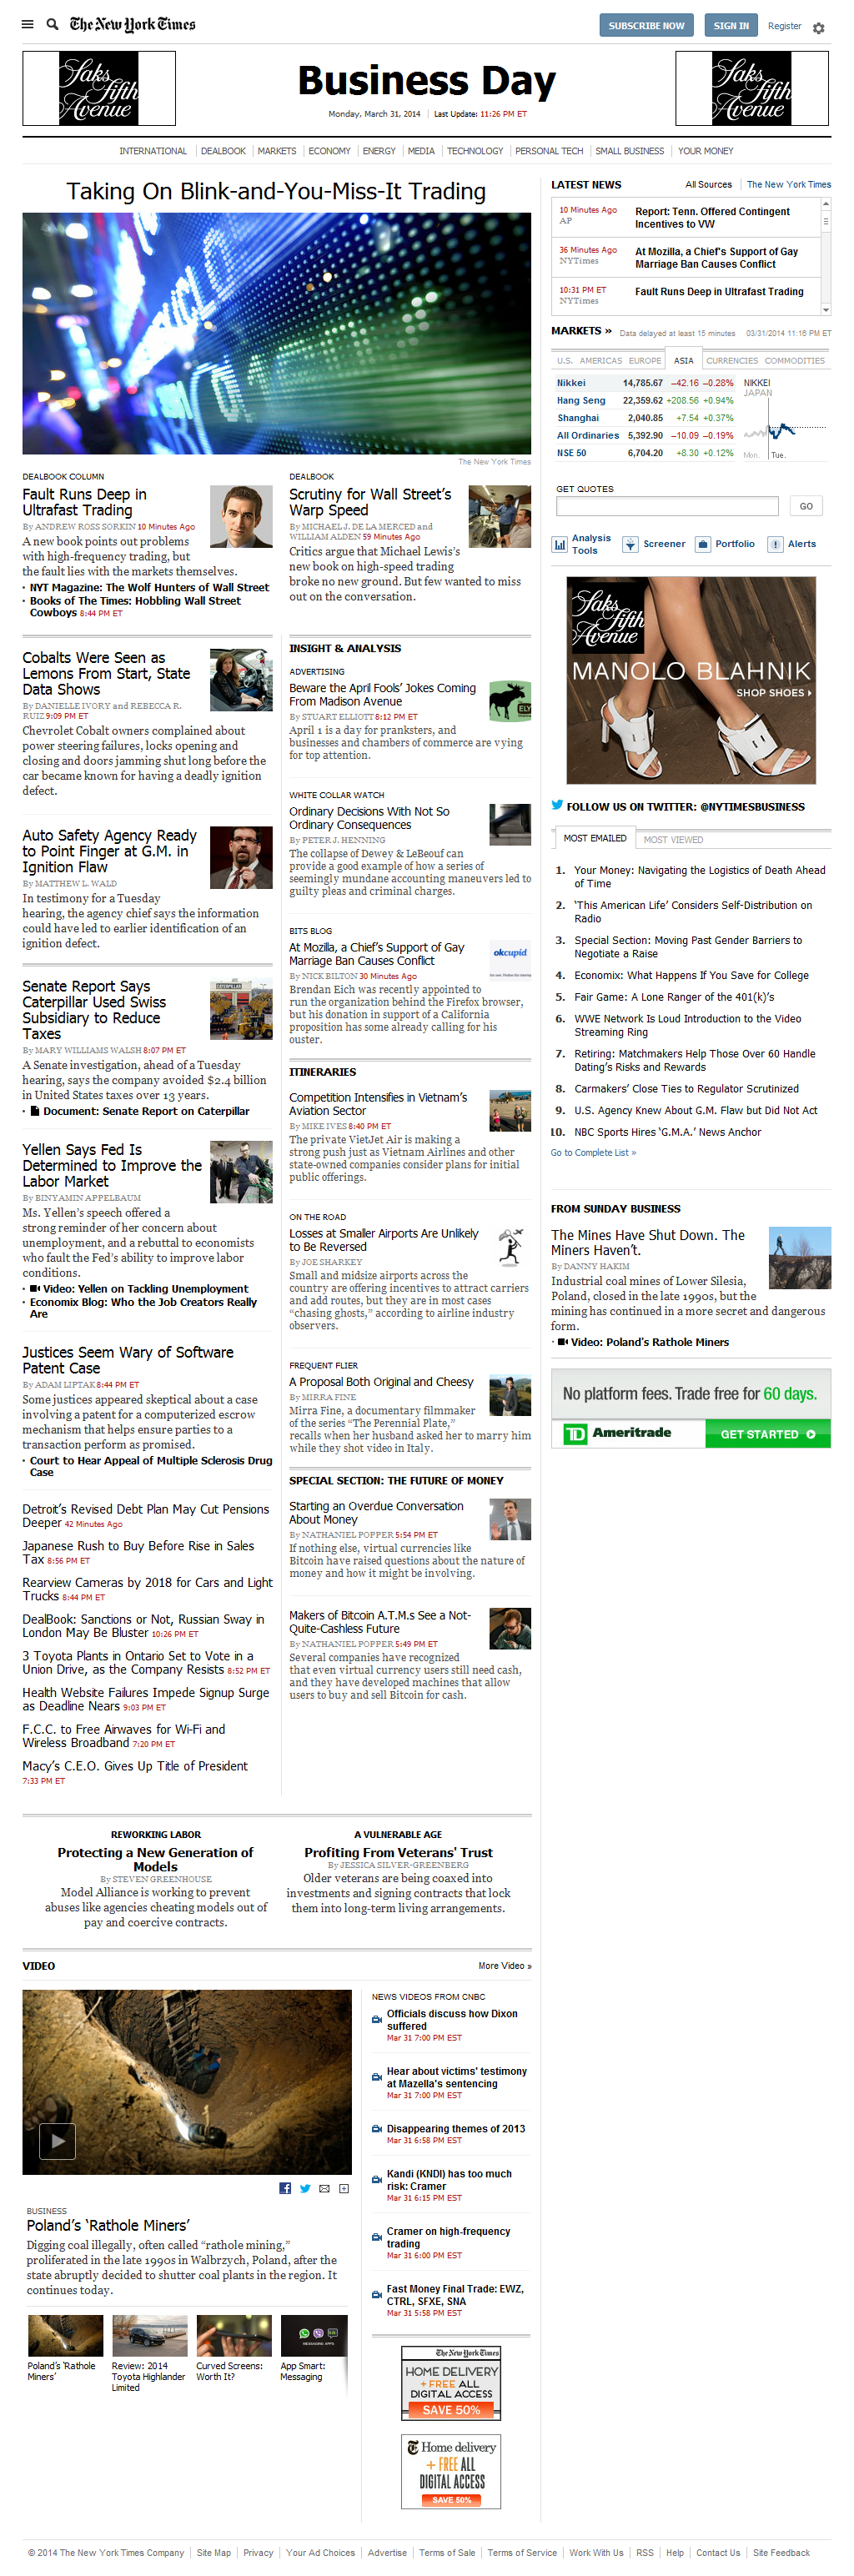 The New York Times
SUBSCRIBE NOW
SIGN IN
Register
Saks
Fifth
Avenue
Business Day
Monday, March 31, 2014 Last Update: 11:26 PM ET
Saks
Fifth
Avenue
INTERNATIONAL DEALBOOK MARKETS ECONOMY ENERGY MEDIA TECHNOLOGY PERSONAL TECH SMALL BUSINESS YOUR MONEY
Taking On Blink-and-You-Miss-It Trading
The New York Times
DEALBOOK COLUMN
Fault Runs Deep in
Ultrafast Trading
By ANDREW ROSS SORKIN 10 Minutes Ago
A new book points out problems
with high-frequency trading, but
the fault lies with the markets themselves.
• NYT Magazine: The Wolf Hunters of Wall Street
• Books of The Times: Hobbling Wall Street
Cowboys 8:44 PM ET
DEALBOOK
Scrutiny for Wall Street’s
Warp Speed
By MICHAEL J. DE LA MERCED and
WILLIAM ALDEN 59 Minutes Ago
Critics argue that Michael Lewis’s
new book on high-speed trading
broke no new ground. But few wanted to miss
out on the conversation.
Cobalts Were Seen as
Lemons From Start, State
Data Shows
By DANIELLE IVORY and REBECCA R.
RUIZ 9:09 PM ET
Chevrolet Cobalt owners complained about
power steering failures, locks opening and
closing and doors jamming shut long before the
car became known for having a deadly ignition
defect.
Auto Safety Agency Ready
to Point Finger at G.M. in
Ignition Flaw
By MATTHEW L. WALD
In testimony for a Tuesday
hearing, the agency chief says the information
could have led to earlier identification of an
ignition defect.
Senate Report Says
Caterpillar Used Swiss
Subsidiary to Reduce
Taxes
By MARY WILLIAMS WALSH 8:07 PM ET
A Senate investigation, ahead of a Tuesday
hearing, says the company avoided $2.4 billion
in United States taxes over 13 years.
• Document: Senate Report on Caterpillar
Yellen Says Fed Is
Determined to Improve the
Labor Market
By BINYAMIN APPELBAUM
Ms. Yellen’s speech offered a
strong reminder of her concern about
unemployment, and a rebuttal to economists
who fault the Fed’s ability to improve labor
conditions.
• Video: Yellen on Tackling Unemployment
• Economix Blog: Who the Job Creators Really
Are
Justices Seem Wary of Software
Patent Case
By ADAM LIPTAK 8:44 PM ET
Some justices appeared skeptical about a case
involving a patent for a computerized escrow
mechanism that helps ensure parties to a
transaction perform as promised.
• Court to Hear Appeal of Multiple Sclerosis Drug
Case
Detroit’s Revised Debt Plan May Cut Pensions
Deeper 42 Minutes Ago
Japanese Rush to Buy Before Rise in Sales
Tax 8:56 PM ET
Rearview Cameras by 2018 for Cars and Light
Trucks 8:44 PM ET
DealBook: Sanctions or Not, Russian Sway in
London May Be Bluster 10:26 PM ET
3 Toyota Plants in Ontario Set to Vote in a
Union Drive, as the Company Resists 8:52 PM ET
Health Website Failures Impede Signup Surge
as Deadline Nears 9:03 PM ET
F.C.C. to Free Airwaves for Wi-Fi and
Wireless Broadband 7:20 PM ET
Macy’s C.E.O. Gives Up Title of President
7:33 PM ET
INSIGHT & ANALYSIS
ADVERTISING
Beware the April Fools’ Jokes Coming
From Madison Avenue
By STUART ELLIOTT 8:12 PM ET
April 1 is a day for pranksters, and
businesses and chambers of commerce are vying
for top attention.
ELY
WHITE COLLAR WATCH
Ordinary Decisions With Not So
Ordinary Consequences
By PETER J. HENNING
The collapse of Dewey & LeBeouf can
provide a good example of how a series of
seemingly mundane accounting maneuvers led to
guilty pleas and criminal charges.
BITS BLOG
At Mozilla, a Chief’s Support of Gay
Marriage Ban Causes Conflict
By NICK BILTON 30 Minutes Ago
Brendan Eich was recently appointed to
run the organization behind the Firefox browser,
but his donation in support of a California
proposition has some already calling for his
ouster.
okcupid
ITINERARIES
Competition Intensifies in Vietnam’s
Aviation Sector
By MIKE IVES 8:40 PM ET
The private VietJet Air is making a
strong push just as Vietnam Airlines and other
state-owned companies consider plans for initial
public offerings.
ON THE ROAD
Losses at Smaller Airports Are Unlikely
to Be Reversed
By JOE SHARKEY
Small and midsize airports across the
country are offering incentives to attract carriers
and add routes, but they are in most cases
“chasing ghosts,” according to airline industry
observers.
FREQUENT FLIER
A Proposal Both Original and Cheesy
By MIRRA FINE
Mirra Fine, a documentary filmmaker
of the series “The Perennial Plate,”
recalls when her husband asked her to marry him
while they shot video in Italy.
SPECIAL SECTION: THE FUTURE OF MONEY
Starting an Overdue Conversation
About Money
By NATHANIEL POPPER 5:54 PM ET
If nothing else, virtual currencies like
Bitcoin have raised questions about the nature of
money and how it might be involving.
Makers of Bitcoin A.T.M.s See a Not-
Quite-Cashless Future
By NATHANIEL POPPER 5:49 PM ET
Several companies have recognized
that even virtual currency users still need cash,
and they have developed machines that allow
users to buy and sell Bitcoin for cash.
REWORKING LABOR
Protecting a New Generation of
Models
By STEVEN GREENHOUSE
Model Alliance is working to prevent
abuses like agencies cheating models out of
pay and coercive contracts.
A VULNERABLE AGE
Profiting From Veterans' Trust
By JESSICA SILVER-GREENBERG
Older veterans are being coaxed into
investments and signing contracts that lock
them into long-term living arrangements.
VIDEO
More Video »
BUSINESS
Poland’s ‘Rathole Miners’
Digging coal illegally, often called “rathole mining,”
proliferated in the late 1990s in Walbrzych, Poland, after the
state abruptly decided to shutter coal plants in the region. It
continues today.
Poland’s ‘Rathole
Miners’
Review: 2014
Toyota Highlander
Limited
Curved Screens:
Worth It?
App Smart:
Messaging
NEWS VIDEOS FROM CNBC
Officials discuss how Dixon
suffered
Mar 31 7:00 PM EST
Hear about victims' testimony
at Mazella's sentencing
Mar 31 7:00 PM EST
Disappearing themes of 2013
Mar 31 6:58 PM EST
Kandi (KNDI) has too much
risk: Cramer
Mar 31 6:15 PM EST
Cramer on high-frequency
trading
Mar 31 6:00 PM EST
Fast Money Final Trade: EWZ,
CTRL, SFXE, SNA
Mar 31 5:58 PM EST
The New York Times
HOME DELIVERY
+ FREE ALL
DIGITAL ACCESS
SAVE 50%
Home delivery
+ FREE ALL
DIGITAL ACCESS
SAVE 50%
LATEST NEWS
All Sources The New York Times
10 Minutes Ago
AP
Report: Tenn. Offered Contingent
Incentives to VW
36 Minutes Ago
NYTimes
At Mozilla, a Chief's Support of Gay
Marriage Ban Causes Conflict
10:31 PM ET
NYTimes
Fault Runs Deep in Ultrafast Trading
MARKETS » Data delayed at least 15 minutes 03/31/2014 11:16 PM ET
U.S. AMERICAS EUROPE ASIA CURRENCIES COMMODITIES
Nikkei 14,785.67 –42.16 –0.28%
Hang Seng 22,359.62 +208.56 +0.94%
Shanghai 2,040.85 +7.54 +0.37%
All Ordinaries 5,392.90 –10.09 –0.19%
NSE 50 6,704.20 +8.30 +0.12%
NIKKEI
JAPAN
Mon. Tue.
GET QUOTES
GO
Analysis
Tools
Screener
Portfolio
Alerts
Saks
Fifth
Avenue
MANOLO BLAHNIK
SHOP SHOES
FOLLOW US ON TWITTER: @NYTIMESBUSINESS
MOST EMAILED MOST VIEWED
1. Your Money: Navigating the Logistics of Death Ahead
of Time
2. ‘This American Life’ Considers Self-Distribution on
Radio
3. Special Section: Moving Past Gender Barriers to
Negotiate a Raise
4. Economix: What Happens If You Save for College
5. Fair Game: A Lone Ranger of the 401(k)’s
6. WWE Network Is Loud Introduction to the Video
Streaming Ring
7. Retiring: Matchmakers Help Those Over 60 Handle
Dating’s Risks and Rewards
8. Carmakers’ Close Ties to Regulator Scrutinized
9. U.S. Agency Knew About G.M. Flaw but Did Not Act
10. NBC Sports Hires ‘G.M.A.’ News Anchor
Go to Complete List »
FROM SUNDAY BUSINESS
The Mines Have Shut Down. The
Miners Haven’t.
By DANNY HAKIM
Industrial coal mines of Lower Silesia,
Poland, closed in the late 1990s, but the
mining has continued in a more secret and dangerous
form.
• Video: Poland’s Rathole Miners
No platform fees. Trade free for 60 days.
TD Ameritrade
GET STARTED
© 2014 The New York Times Company Site Map Privacy Your Ad Choices Advertise Terms of Sale Terms of Service Work With Us RSS Help Contact Us Site Feedback